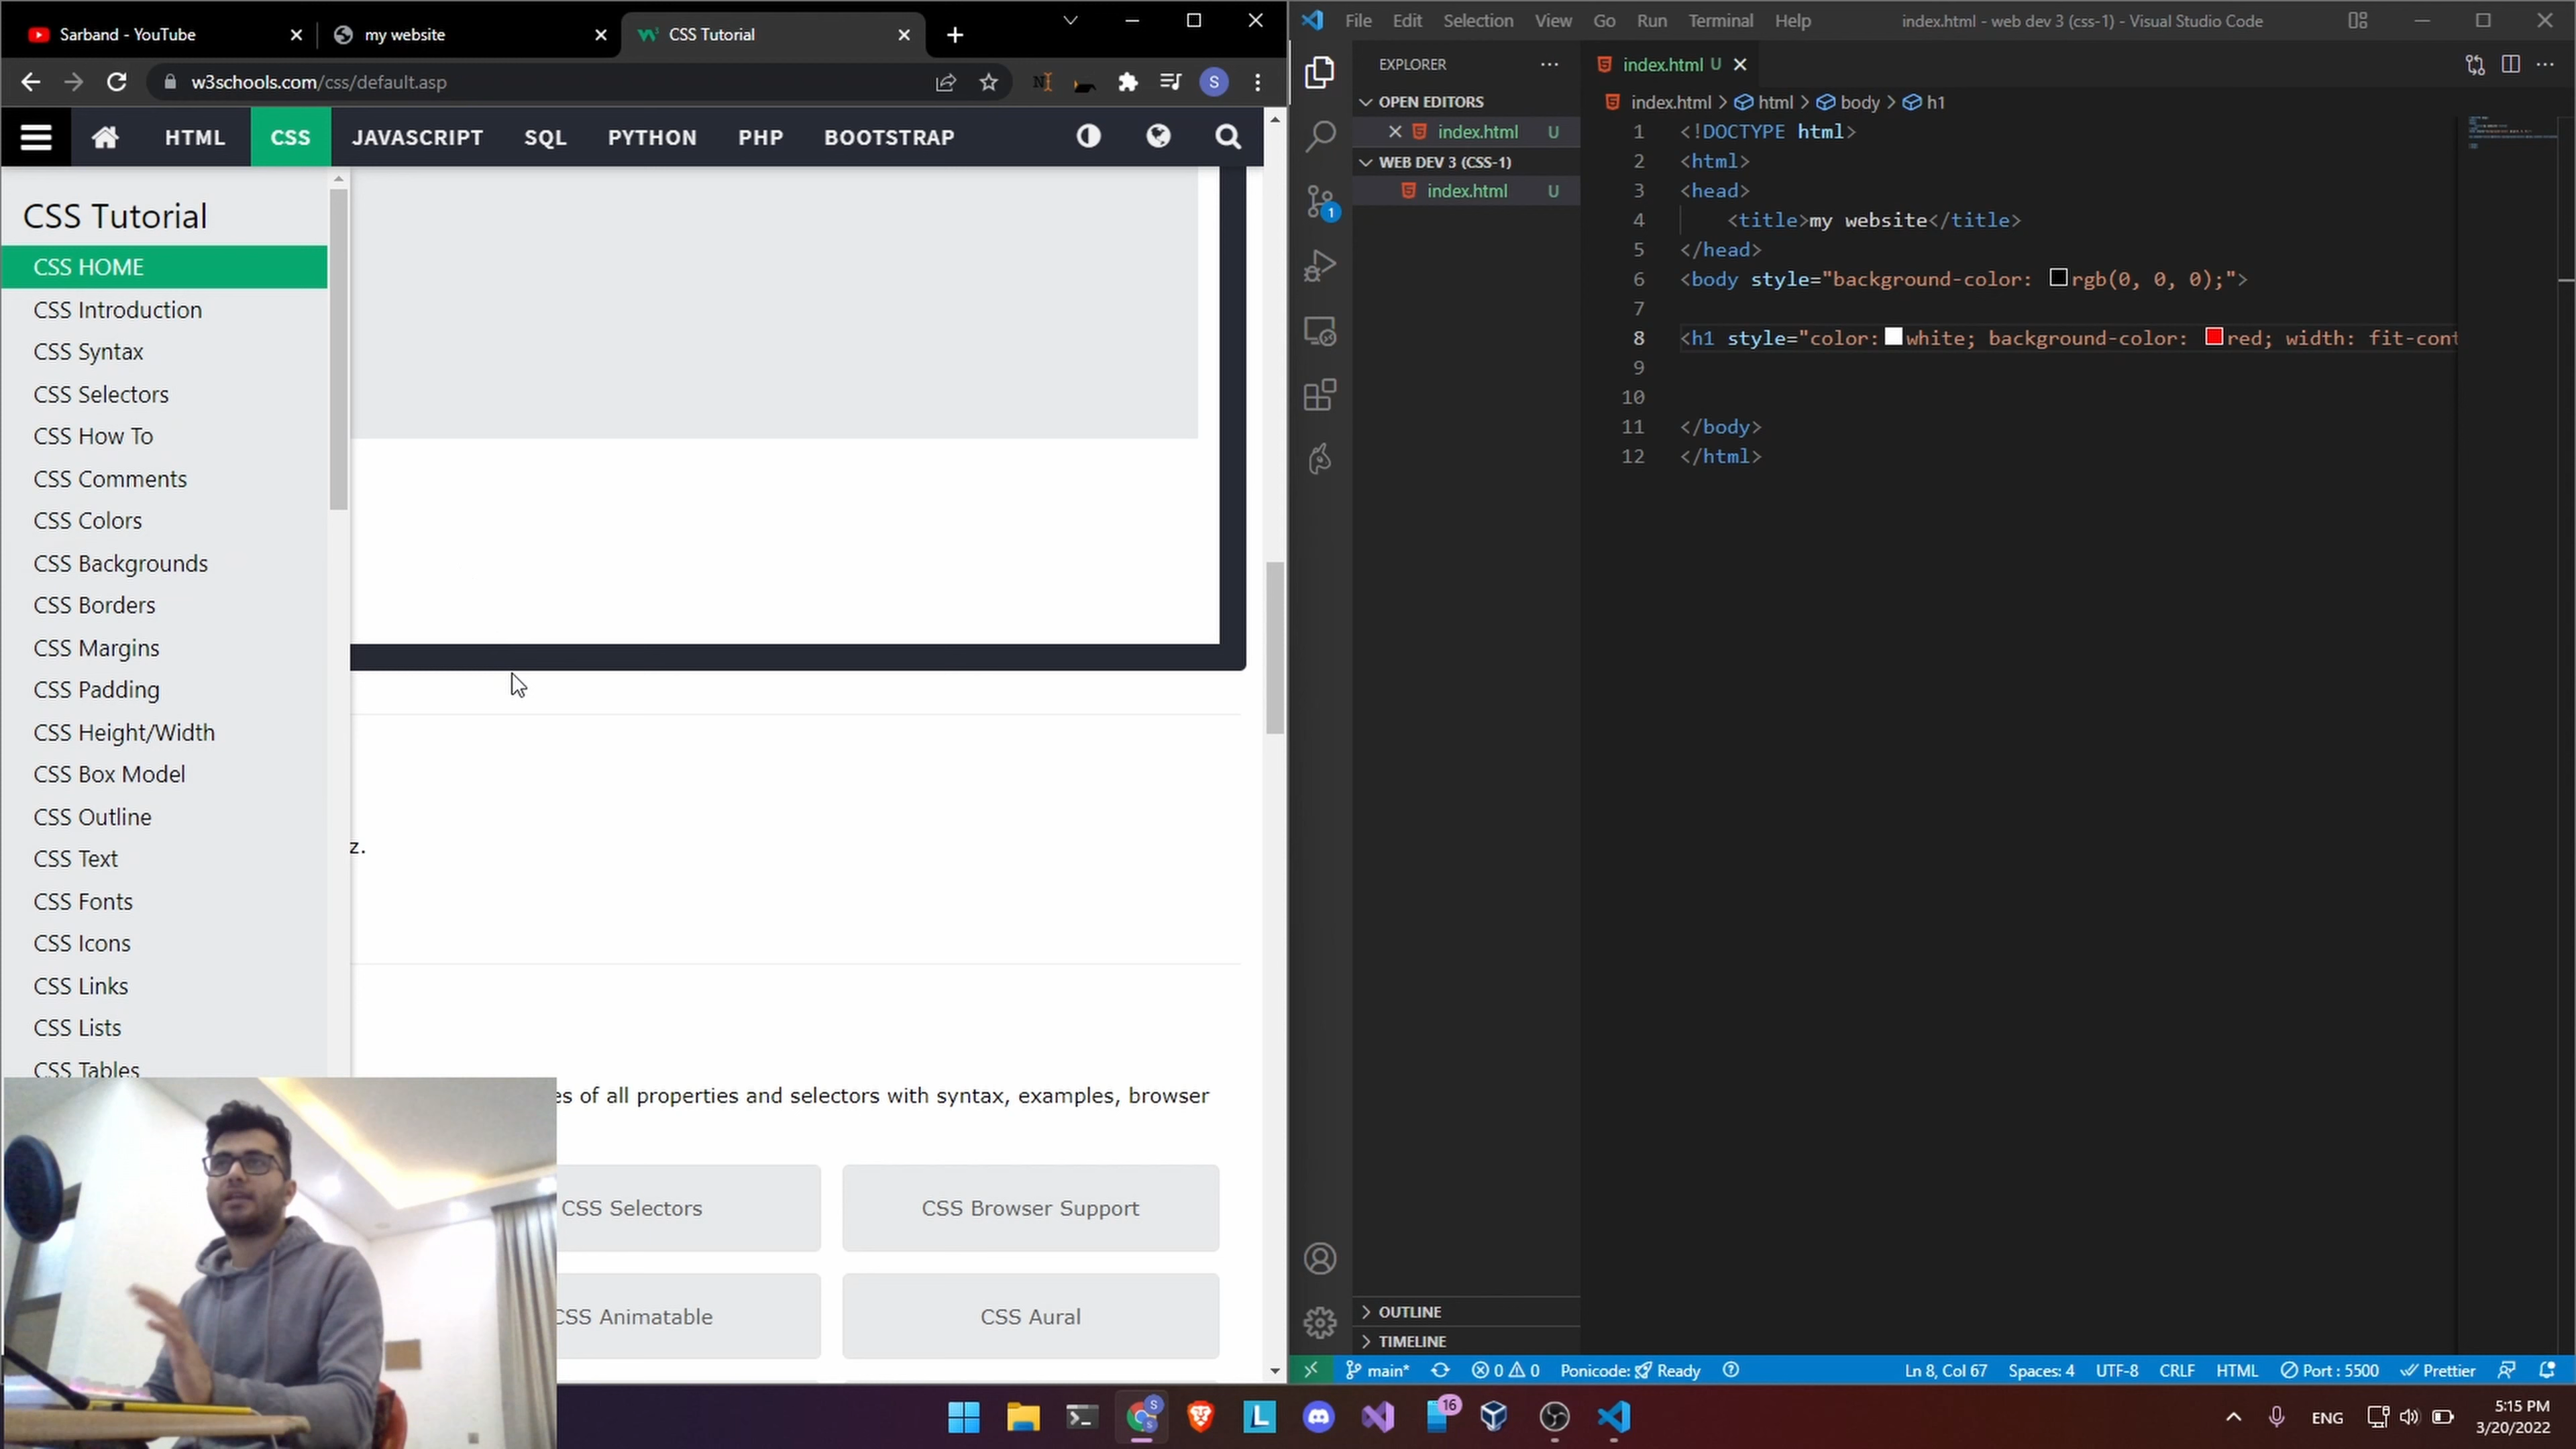 Sarband - YouTube
my website
CSS Tutorial
w3schools.com/css/default.asp
S
HTML
CSS
JAVASCRIPT
SQL
PYTHON
PHP
BOOTSTRAP
CSS Tutorial
CSS HOME
CSS Introduction
CSS Syntax
CSS Selectors
CSS How To
CSS Comments
CSS Colors
CSS Backgrounds
CSS Borders
CSS Margins
CSS Padding
CSS Height/Width
CSS Box Model
CSS Outline
CSS Text
CSS Fonts
CSS Icons
CSS Links
CSS Lists
CSS Tables
z.
es of all properties and selectors with syntax, examples, browser
CSS Selectors
CSS Browser Support
CSS Animatable
CSS Aural
File Edit Selection View Go Run Terminal Help
index.html - web dev 3 (css-1) - Visual Studio Code
EXPLORER
OPEN EDITORS
index.html U
WEB DEV 3 (CSS-1)
index.html U
1
OUTLINE
TIMELINE
index.html U
index.html > html > body > h1
1 <!DOCTYPE html>
2 <html>
3 <head>
4 <title>my website</title>
5 </head>
6 <body style="background-color: rgb(0, 0, 0);">
7
8 <h1 style="color: white; background-color: red; width: fit-cont
9
10
11 </body>
12 </html>
main* 0 0 Ponicode: Ready
Ln 8, Col 67 Spaces: 4 UTF-8 CRLF HTML Port : 5500 Prettier
S
L
16
ENG
5:15 PM
3/20/2022